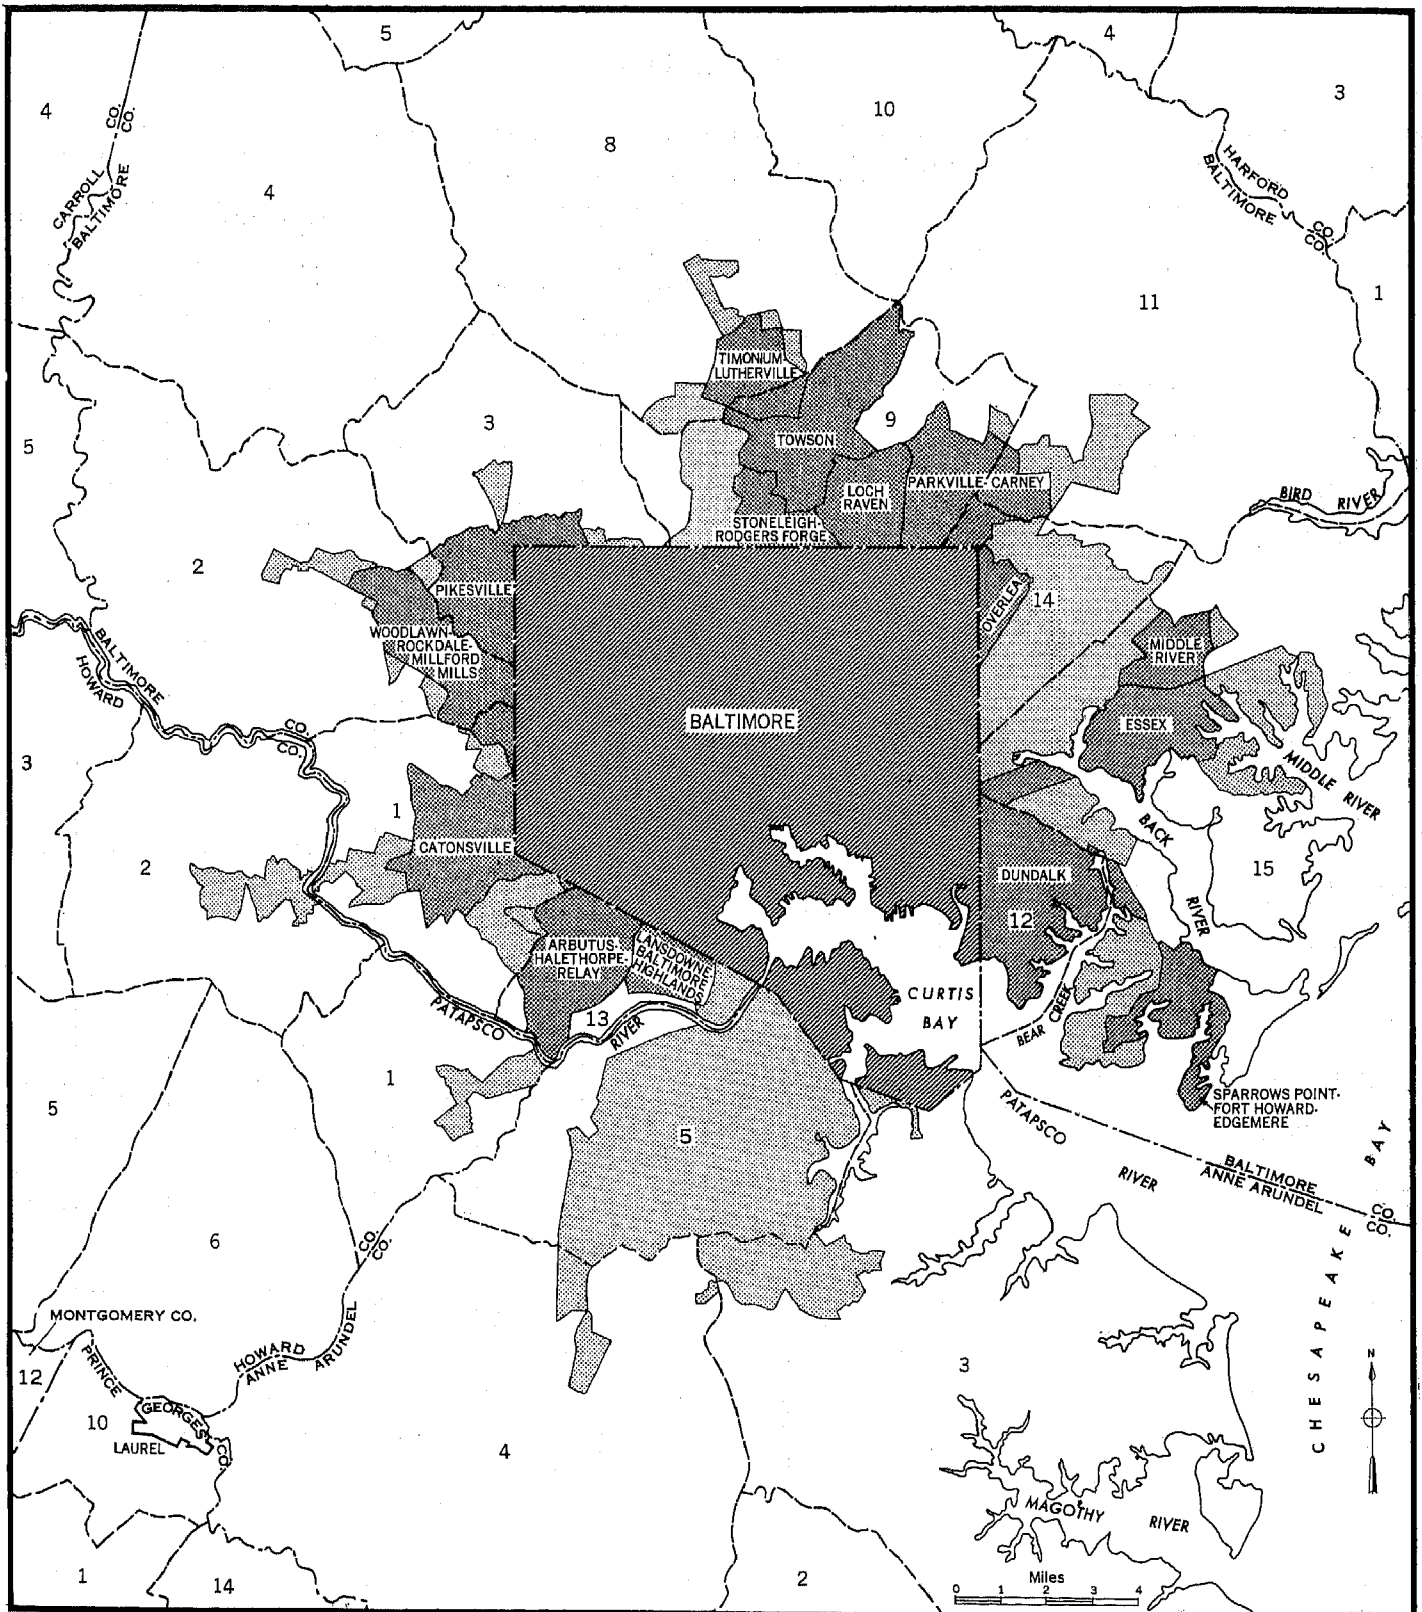 5
4
4
CO.
CO.
10
3
8
HARFORD
BALTIMORE
CARROLL
BALTIMORE
4
CO.
CO.
1
11
TIMONIUM
LUTHERVILLE
3
9
TOWSON
5
PARKVILLE-CARNEY
LOCH
RAVEN
BIRD RIVER
STONELEIGH-
RODGERS FORGE
2
PIKESVILLE
OVERLEA
14
WOODLAWN-
ROCKDALE-
MILLFORD
MILLS
MIDDLE
RIVER
BALTIMORE
HOWARD
BALTIMORE
ESSEX
CO.
CO.
3
MIDDLE RIVER
1
BACK
RIVER
CATONSVILLE
2
15
DUNDALK
12
ARBUTUS-
HALETHORPE-
RELAY
LANSDOWNE-
BALTIMORE
HIGHLANDS
CURTIS
BAY
PATAPSCO
RIVER
13
BEAR CREEK
1
5
SPARROWS POINT-
FORT HOWARD-
EDGEMERE
PATAPSCO
RIVER
5
BALTIMORE
ANNE ARUNDEL
CO.
CO.
CHESAPEAKE BAY
6
CO.
CO.
MONTGOMERY CO.
HOWARD
ANNE ARUNDEL
PRINCE
GEORGES
CO.
12
3
N
10
LAUREL
4
MAGOTHY
RIVER
1
14
2
Miles
0 1 2 3 4